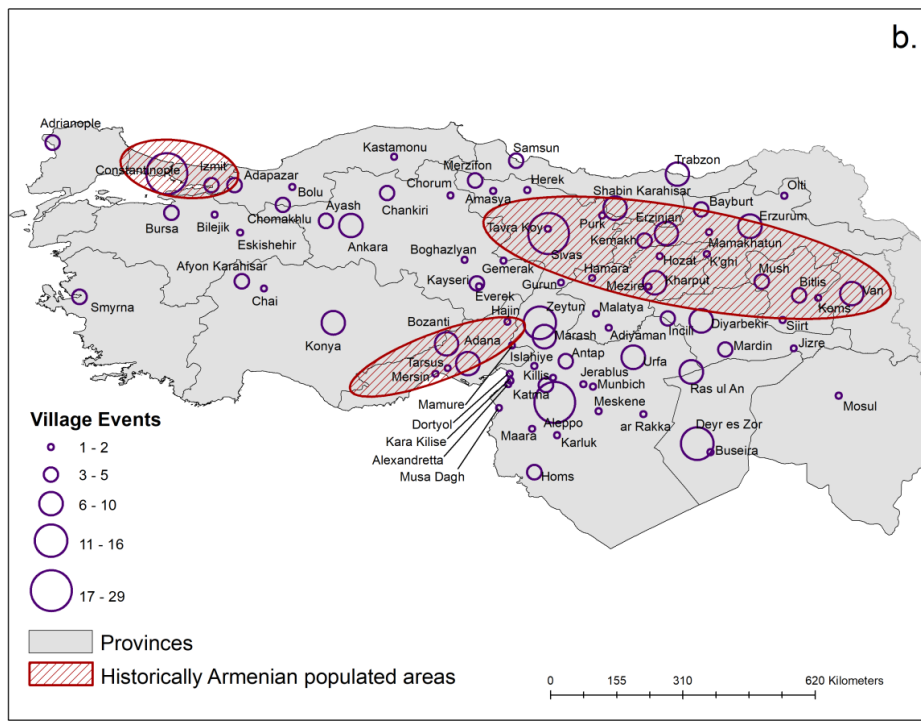 b.
Adrianople
Kastamonu
Samsun
Merzifon
Trabzon
Constantinople
Izmit
Adapazar
Bolu
Chorum
Herek
Shabin Karahisar
Olti
Chomakhlu
Ayash
Chankiri
Amasya
Purk
Erzinjan
Bayburt
Erzurum
Bursa
Bilejik
Eskishehir
Ankara
Tavra Koy
Kemakh
Mamakhatun
Boghazlyan
Sivas
Hozat
K'ghi
Afyon Karahisar
Gemerak
Hamara
Mush
Bitlis
Kayseri
Gurun
Mezire
Kharput
Van
Smyrna
Chai
Everek
Koms
Hajin
Zeytun
Malatya
Bozanti
Incili
Diyarbekir
Siirt
Konya
Adana
Marash
Adiyaman
Islahiye
Antap
Urfa
Mardin
Jizre
Tarsus
Mersin
Killis
Jerablus
Ras ul An
Mamure
Katma
Munbich
Dortyol
Meskene
Mosul
Kara Kilise
Aleppo
ar Rakka
Deyr es Zor
Maara
Karluk
Alexandretta
Buseira
Musa Dagh
Homs
Village Events
1 - 2
3 - 5
6 - 10
11 - 16
17 - 29
Provinces
Historically Armenian populated areas
0 155 310 620 Kilometers